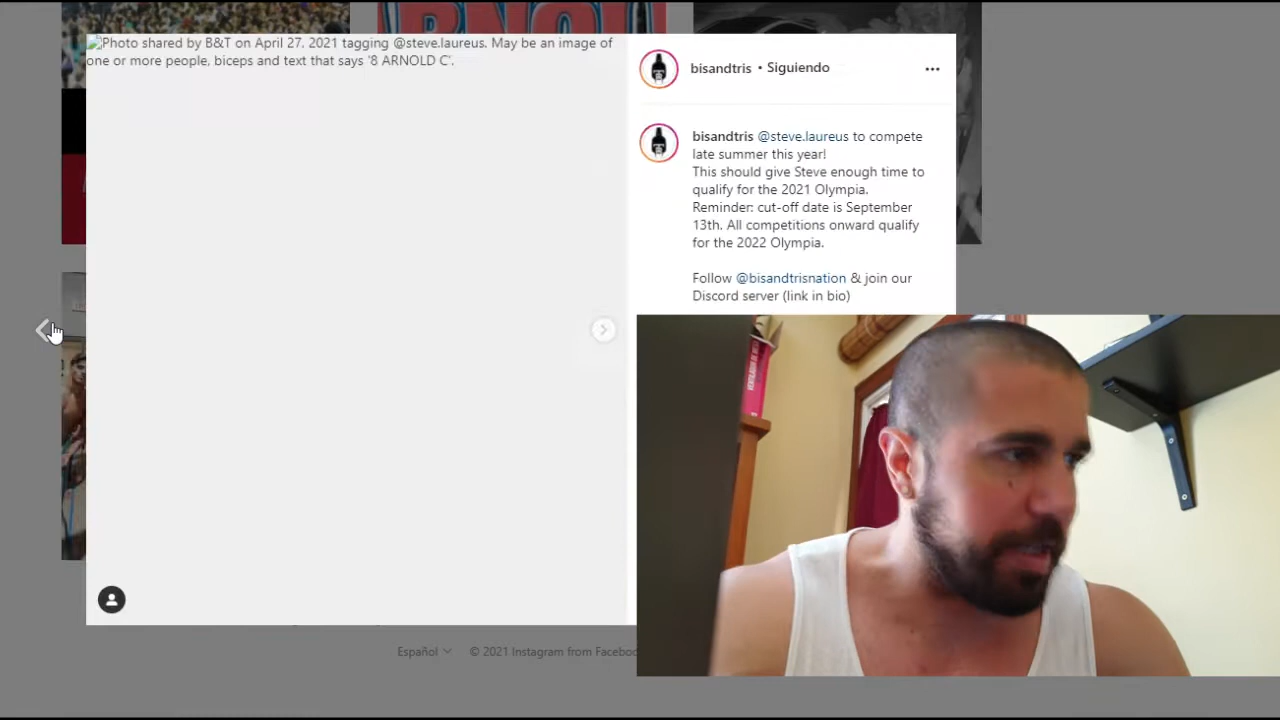 Photo shared by B&T on April 27, 2021 tagging @steve.laureus. May be an image of
one or more people, biceps and text that says '8 ARNOLD C'.
bisandtris • Siguiendo
bisandtris @steve.laureus to compete
late summer this year!
This should give Steve enough time to
qualify for the 2021 Olympia.
Reminder: cut-off date is September
13th. All competitions onward qualify
for the 2022 Olympia.
Follow @bisandtrisnation & join our
Discord server (link in bio)
Español
© 2021 Instagram from Faceboo